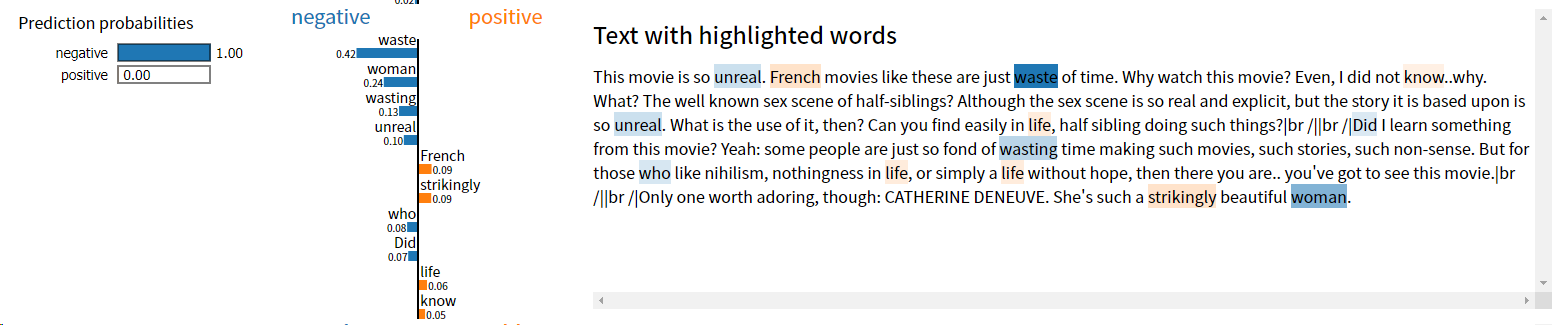 0.02
Prediction probabilities
negative 1.00
positive 0.00
negative positive
waste
0.42
woman
0.24
wasting
0.13
unreal
0.10
French
0.09
strikingly
0.09
who
0.08
Did
0.07
life
0.06
know
0.05
Text with highlighted words
This movie is so unreal. French movies like these are just waste of time. Why watch this movie? Even, I did not know..why.
What? The well known sex scene of half-siblings? Although the sex scene is so real and explicit, but the story it is based upon is
so unreal. What is the use of it, then? Can you find easily in life, half sibling doing such things?|br /||br /|Did I learn something
from this movie? Yeah: some people are just so fond of wasting time making such movies, such stories, such non-sense. But for
those who like nihilism, nothingness in life, or simply a life without hope, then there you are.. you've got to see this movie.|br
/||br /|Only one worth adoring, though: CATHERINE DENEUVE. She's such a strikingly beautiful woman.